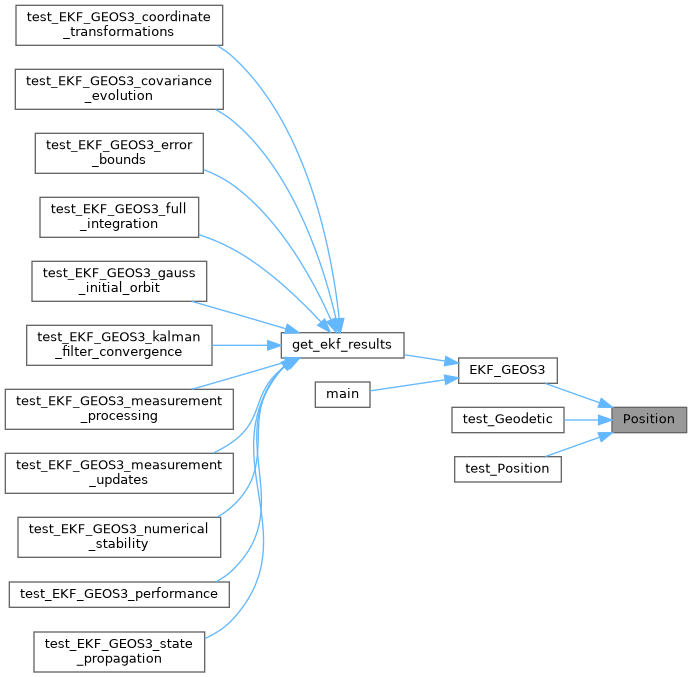 test_EKF_GEOS3_coordinate
_transformations
test_EKF_GEOS3_covariance
_evolution
test_EKF_GEOS3_error
_bounds
test_EKF_GEOS3_full
_integration
test_EKF_GEOS3_gauss
_initial_orbit
test_EKF_GEOS3_kalman
_filter_convergence
test_EKF_GEOS3_measurement
_processing
test_EKF_GEOS3_measurement
_updates
test_EKF_GEOS3_numerical
_stability
test_EKF_GEOS3_performance
test_EKF_GEOS3_state
_propagation
get_ekf_results
main
EKF_GEOS3
test_Geodetic
test_Position
Position